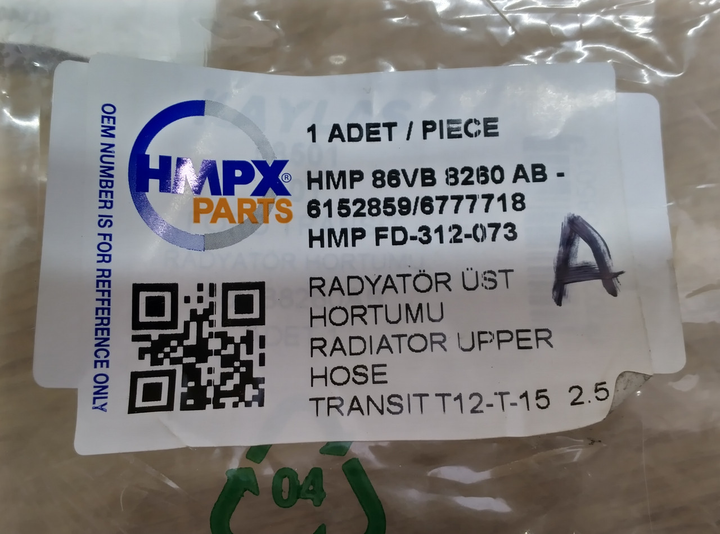 OEM NUMBER IS FOR REFFERENCE ONLY
HMPX®
PARTS
1 ADET / PIECE
HMP 86VB 8260 AB -
6152859/6777718
HMP FD-312-073
A
RADYATÖR ÜST
HORTUMU
RADIATOR UPPER
HOSE
TRANSIT T12-T-15 2.5
04